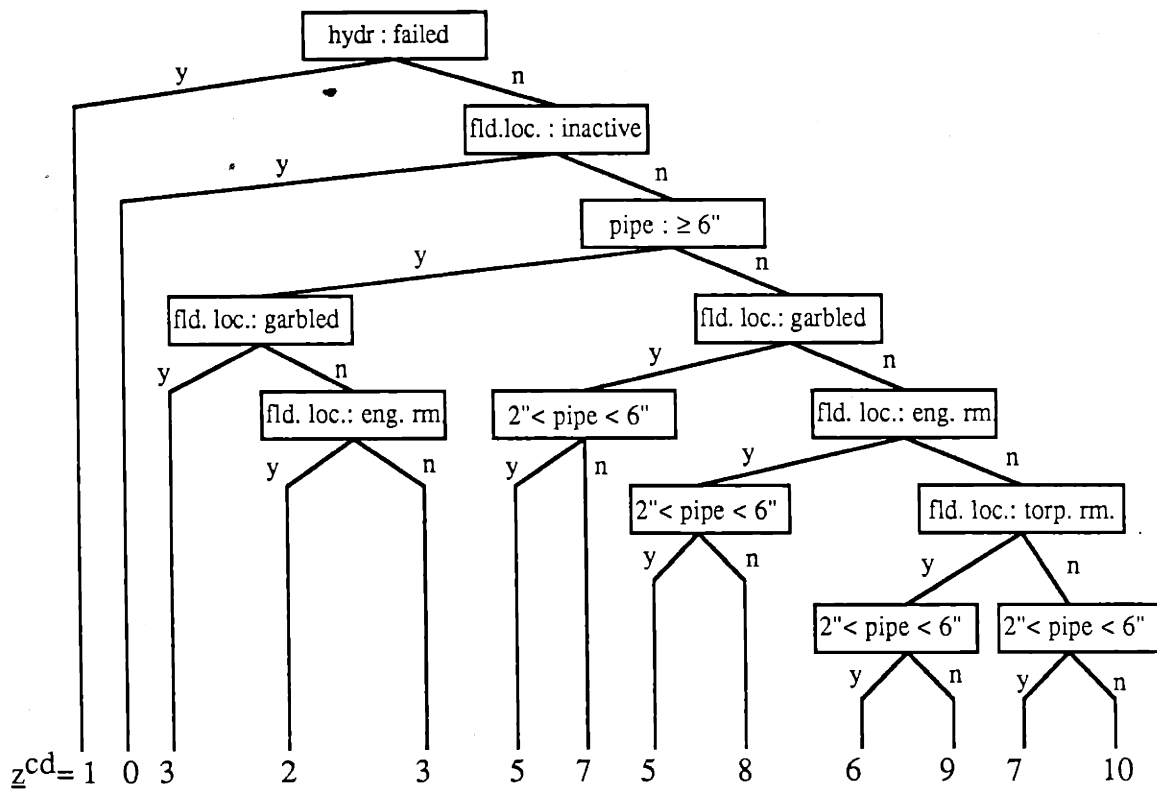 hydr : failed
y n
fld.loc. : inactive
y n
pipe : ≥ 6"
y n
fld. loc.: garbled fld. loc.: garbled
y n y n
fld. loc.: eng. rm 2"< pipe < 6" fld. loc.: eng. rm
y n y n y n
2"< pipe < 6" fld. loc.: torp. rm.
y n y n
2"< pipe < 6" 2"< pipe < 6"
y n y n
z^cd= 1 0 3 2 3 5 7 5 8 6 9 7 10